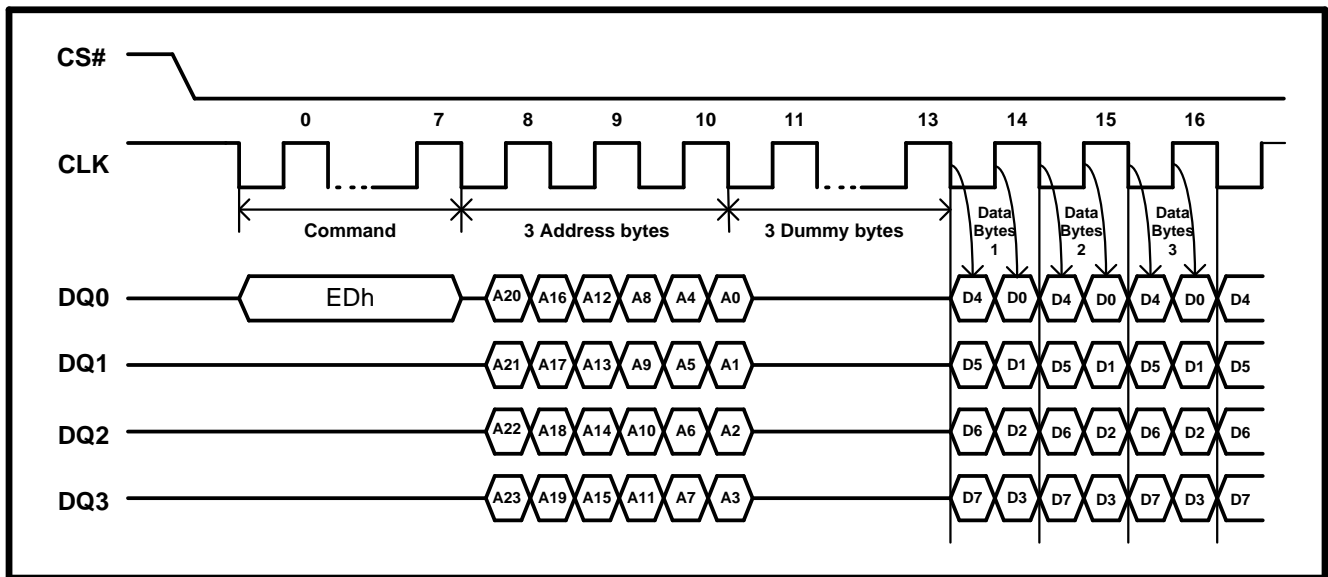 CS#
0 7 8 9 10 11 13 14 15 16
CLK
Command 3 Address bytes 3 Dummy bytes
Data Bytes 1
Data Bytes 2
Data Bytes 3
DQ0 EDh A20 A16 A12 A8 A4 A0 D4 D0 D4 D0 D4 D0 D4
DQ1 A21 A17 A13 A9 A5 A1 D5 D1 D5 D1 D5 D1 D5
DQ2 A22 A18 A14 A10 A6 A2 D6 D2 D6 D2 D6 D2 D6
DQ3 A23 A19 A15 A11 A7 A3 D7 D3 D7 D3 D7 D3 D7